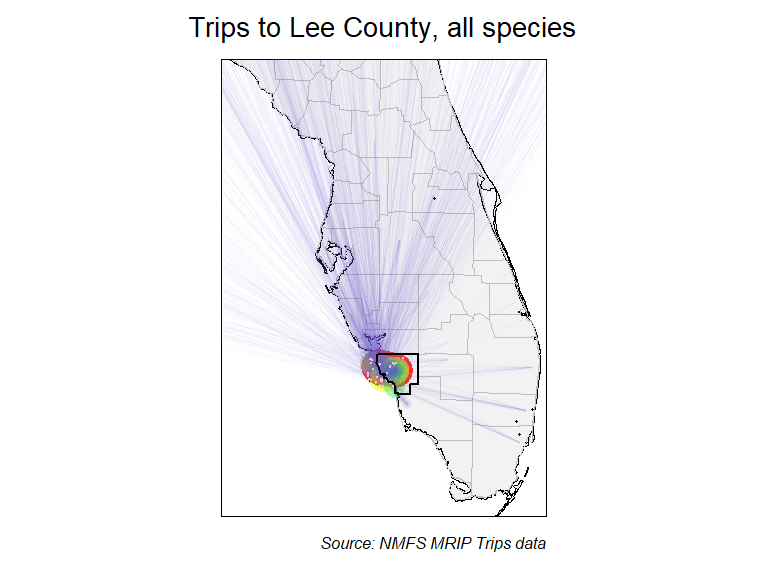 Trips to Lee County, all species
Source: NMFS MRIP Trips data